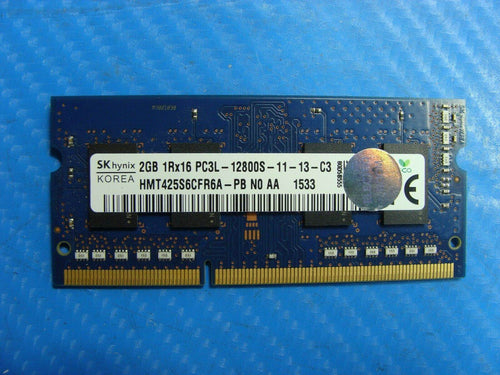 SK hynix
KOREA
2GB 1Rx16 PC3L-12800S-11-13-C3
HMT425S6CFR6A-PB N0 AA 1533